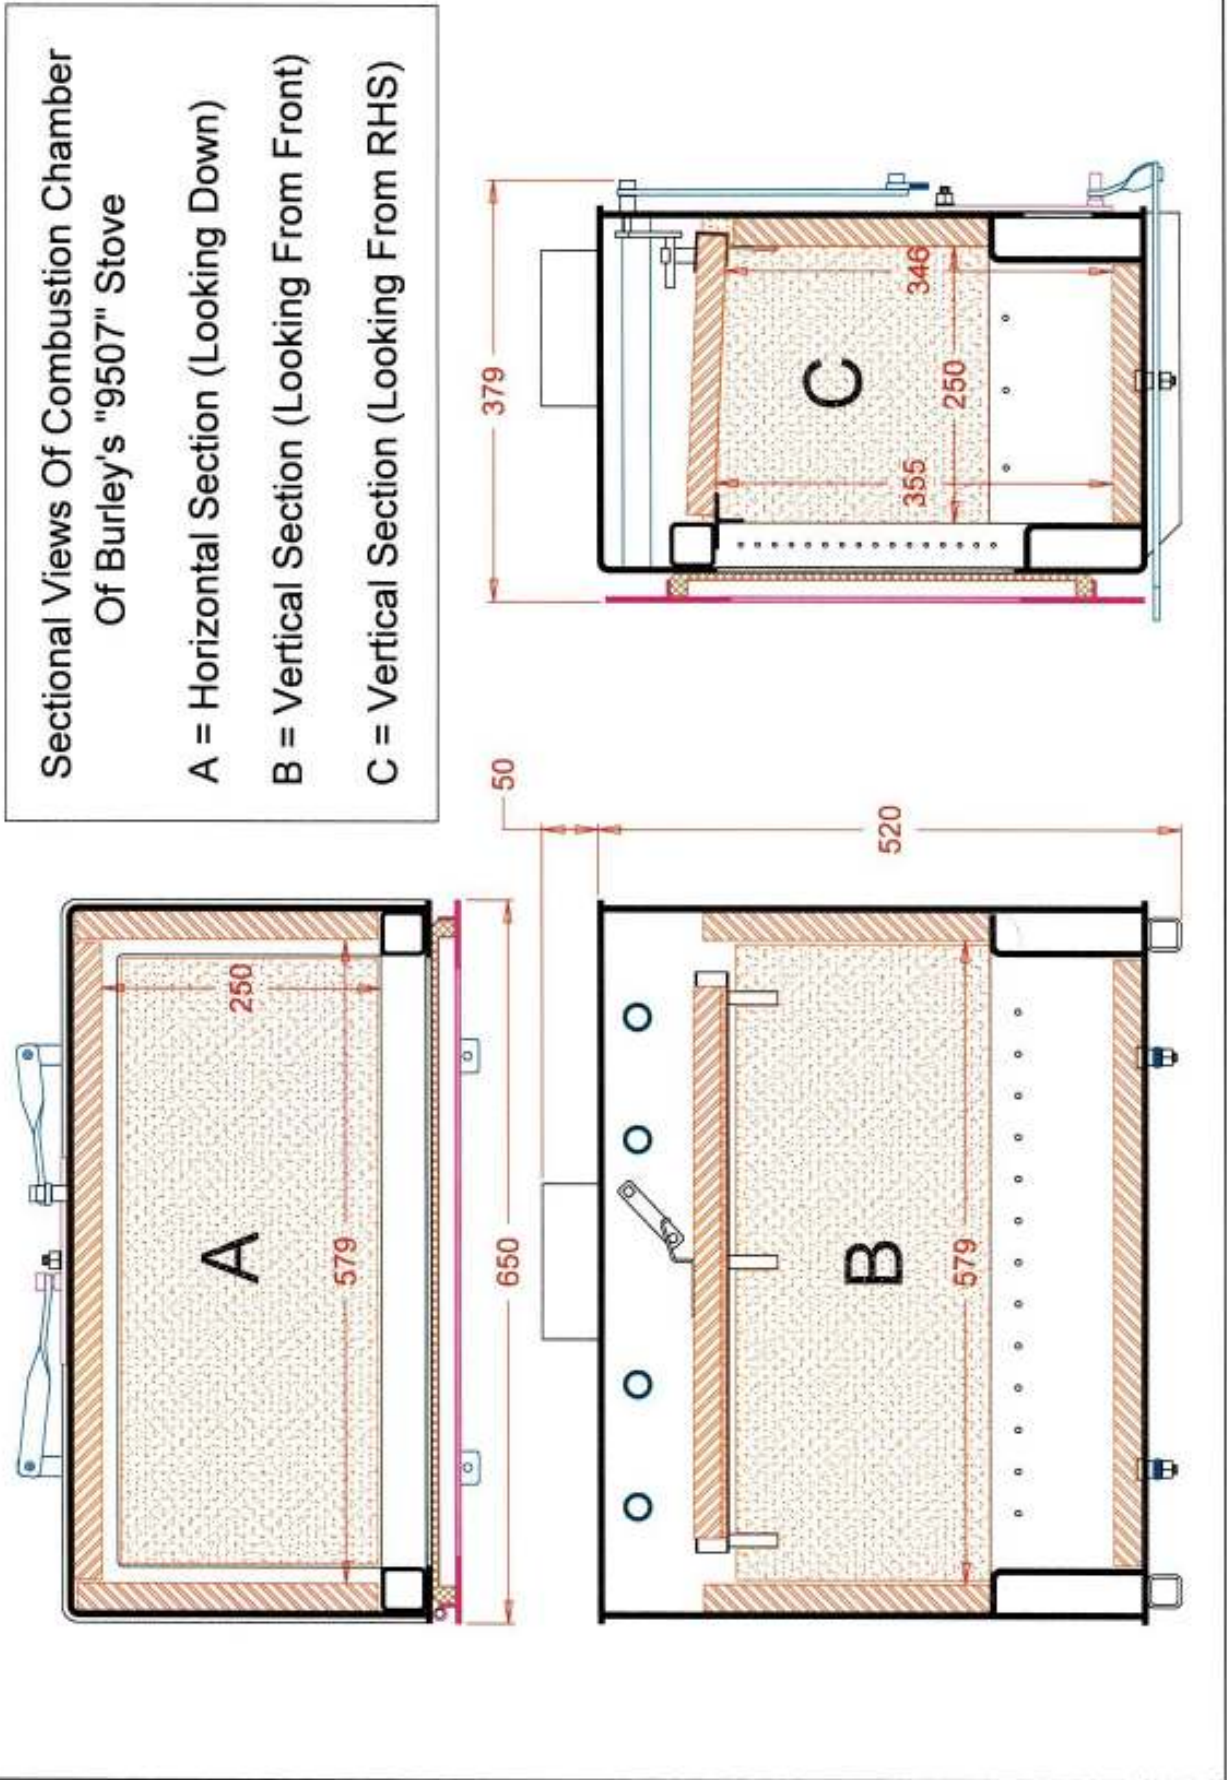 Sectional Views Of Combustion Chamber
Of Burley's "9507" Stove
A = Horizontal Section (Looking Down)
B = Vertical Section (Looking From Front)
C = Vertical Section (Looking From RHS)
A
250
579
650
50
520
B
579
379
C
346
250
355